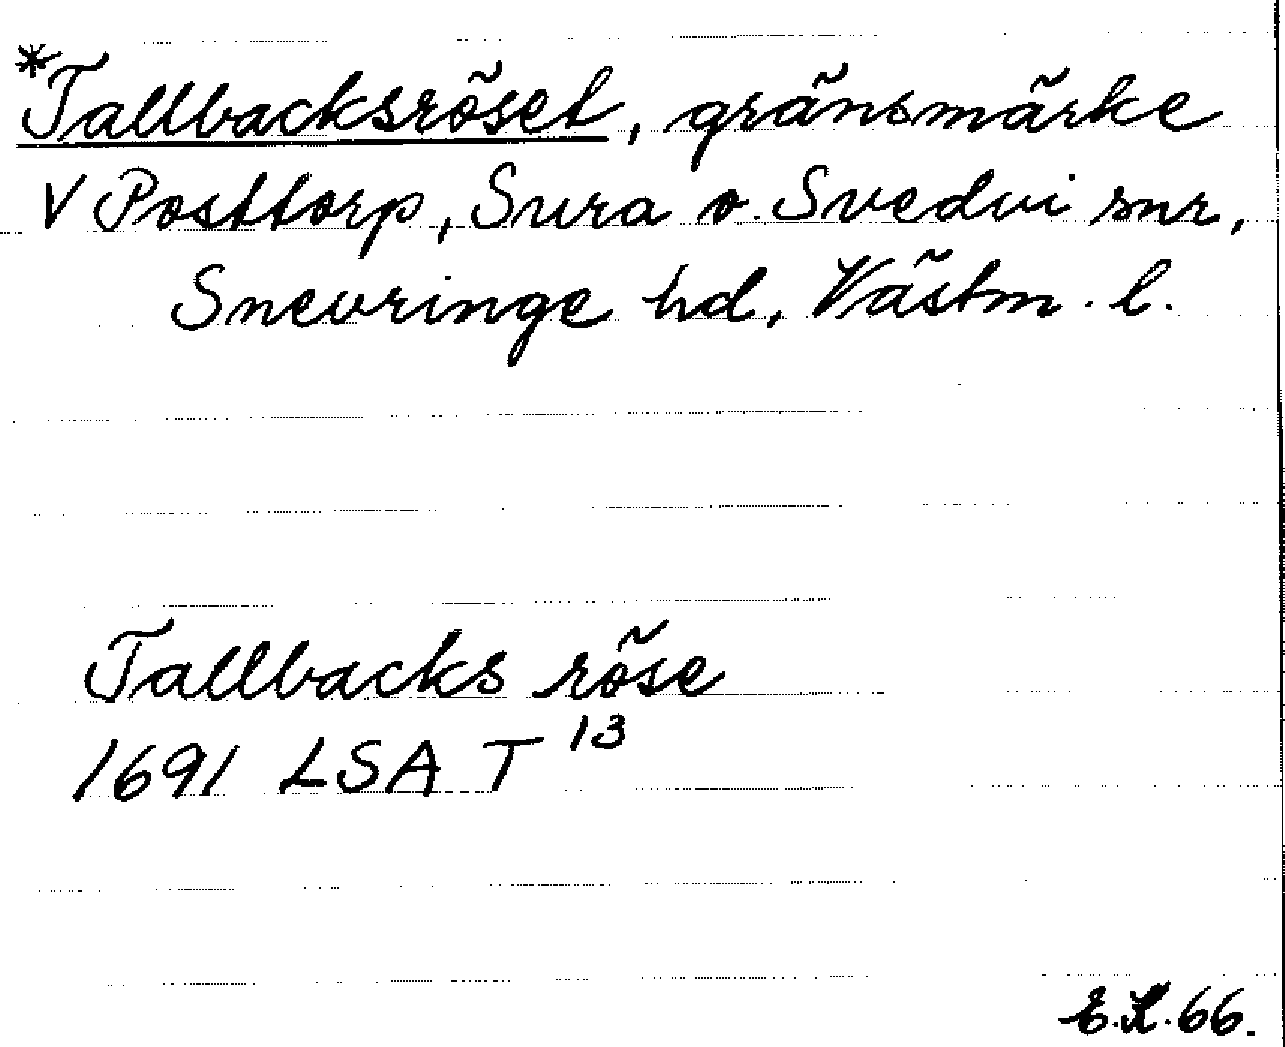 *Tallbacksröset, gränsmärke
V Posttorp, Sura o. Svedvi snr,
Snevringe hd, Västm. l.
Tallbacks röse
1691 LSA T 13
E.K.66.